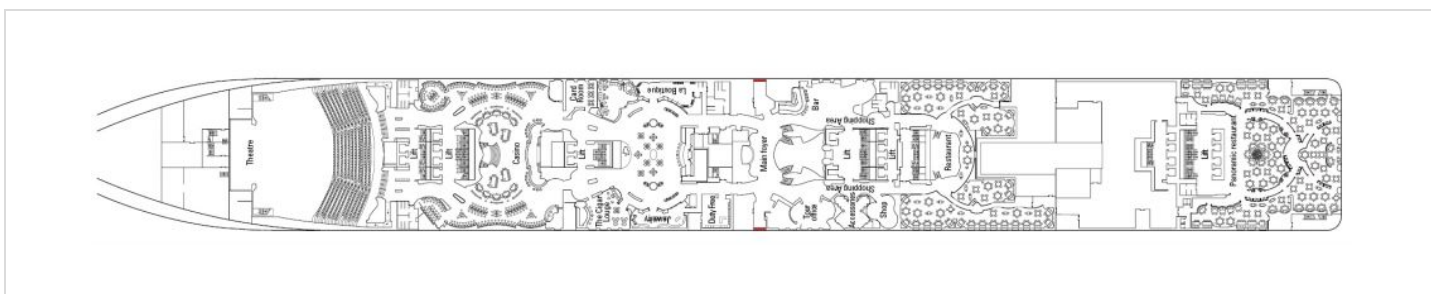 Theatre
Lift
Lift
Casino
Card
Room
Lift
The Cigar
Lounge
La Boutique
Jewellry
Duty Free
Main foyer
Bar
Tour
office
Shopping Area
Shopping Area
Accessories
Shop
Lift
Lift
Restaurant
Lift
Panoramic restaurant